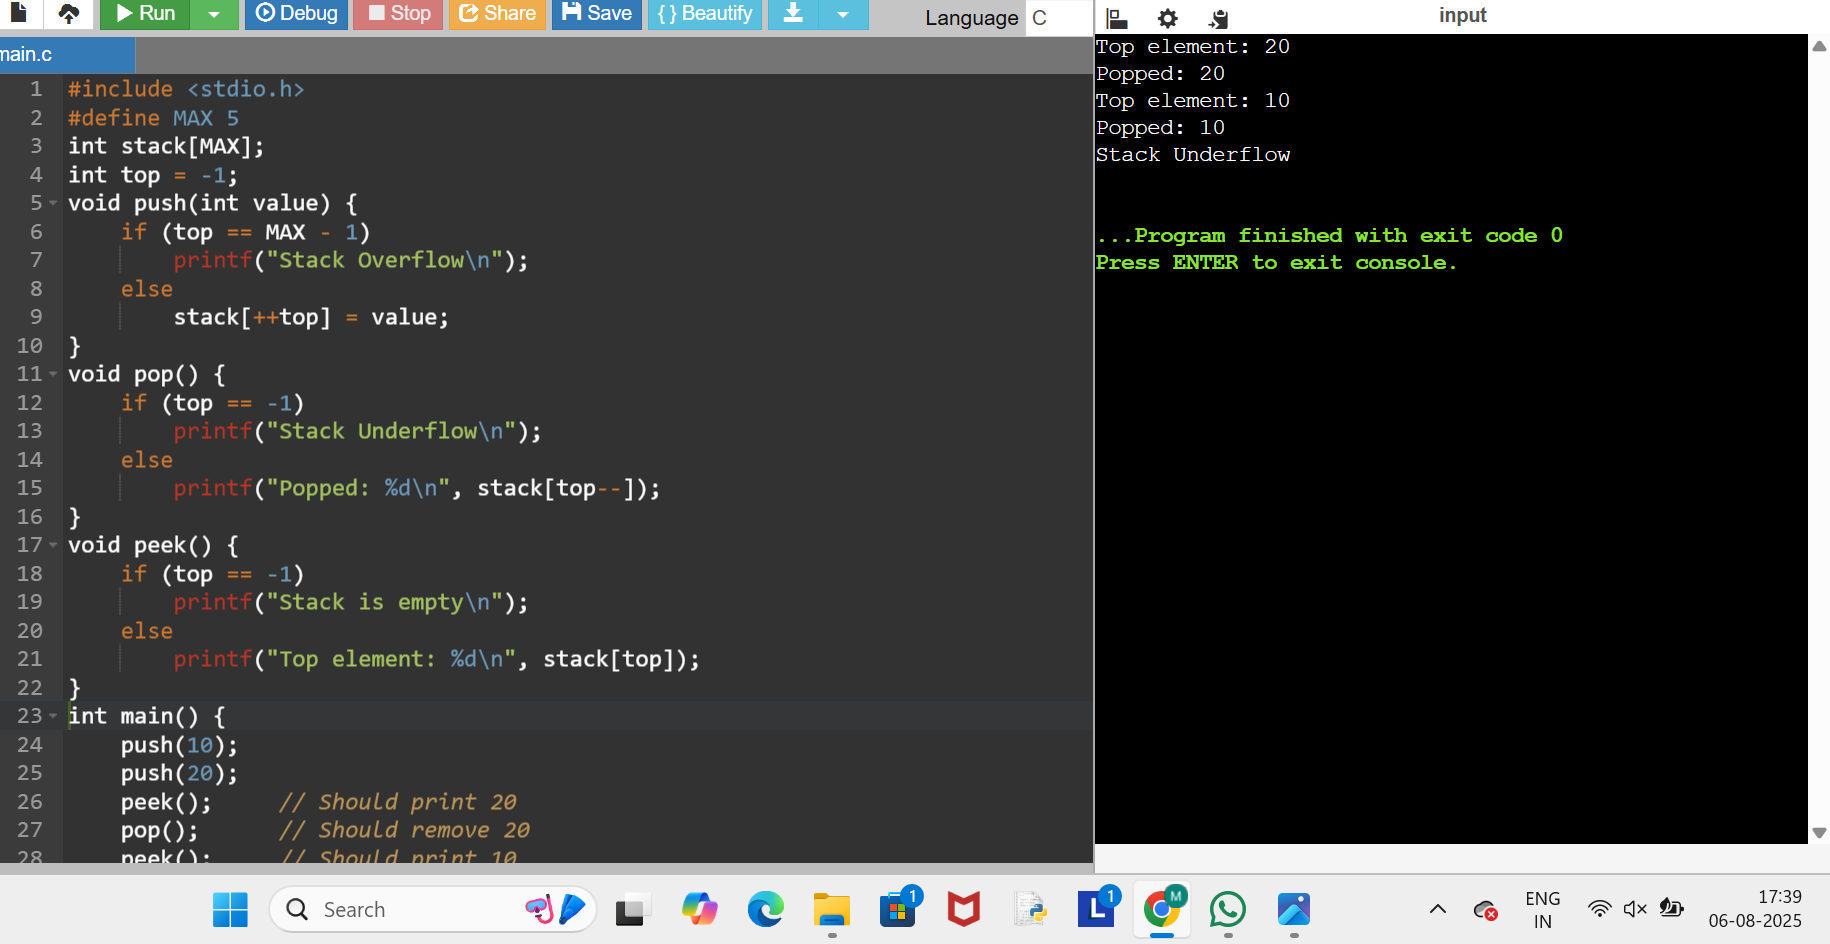 Run
Debug
Stop
Share
Save
{ } Beautify
Language C
input
main.c
1 #include <stdio.h>
2 #define MAX 5
3 int stack[MAX];
4 int top = -1;
5 void push(int value) {
6     if (top == MAX - 1)
7         printf("Stack Overflow\n");
8     else
9         stack[++top] = value;
10 }
11 void pop() {
12     if (top == -1)
13         printf("Stack Underflow\n");
14     else
15         printf("Popped: %d\n", stack[top--]);
16 }
17 void peek() {
18     if (top == -1)
19         printf("Stack is empty\n");
20     else
21         printf("Top element: %d\n", stack[top]);
22 }
23 int main() {
24     push(10);
25     push(20);
26     peek();     // Should print 20
27     pop();      // Should remove 20
28     peek();     // Should print 10
Top element: 20
Popped: 20
Top element: 10
Popped: 10
Stack Underflow
...Program finished with exit code 0
Press ENTER to exit console.
Search
1
L
1
M
ENG
IN
17:39
06-08-2025